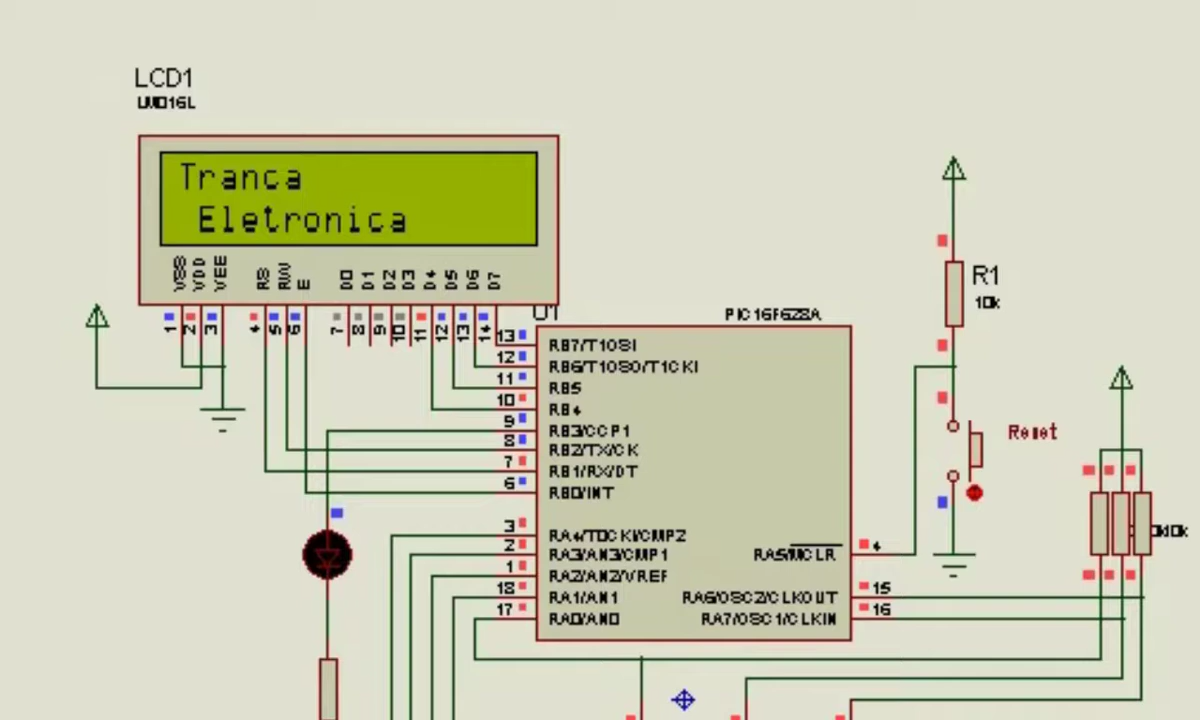 LCD1
LM016L
Tranca
Eletronica
VSS VDD VEE RS RW E D0 D1 D2 D3 D4 D5 D6 D7
1 2 3 4 5 6 7 8 9 10 11 12 13 14
U1
PIC16F628A
13 RB7/T1OSI
12 RB6/T1OSO/T1CKI
11 RB5
10 RB4
9 RB3/CCP1
8 RB2/TX/CK
7 RB1/RX/DT
6 RB0/INT
3 RA4/T0CKI/CMP2
2 RA3/AN3/CMP1
1 RA2/AN2/VREF
18 RA1/AN1
17 RA0/AN0
RA5/MCLR 4
RA6/OSC2/CLKOUT 15
RA7/OSC1/CLKIN 16
R1
10k
Reset